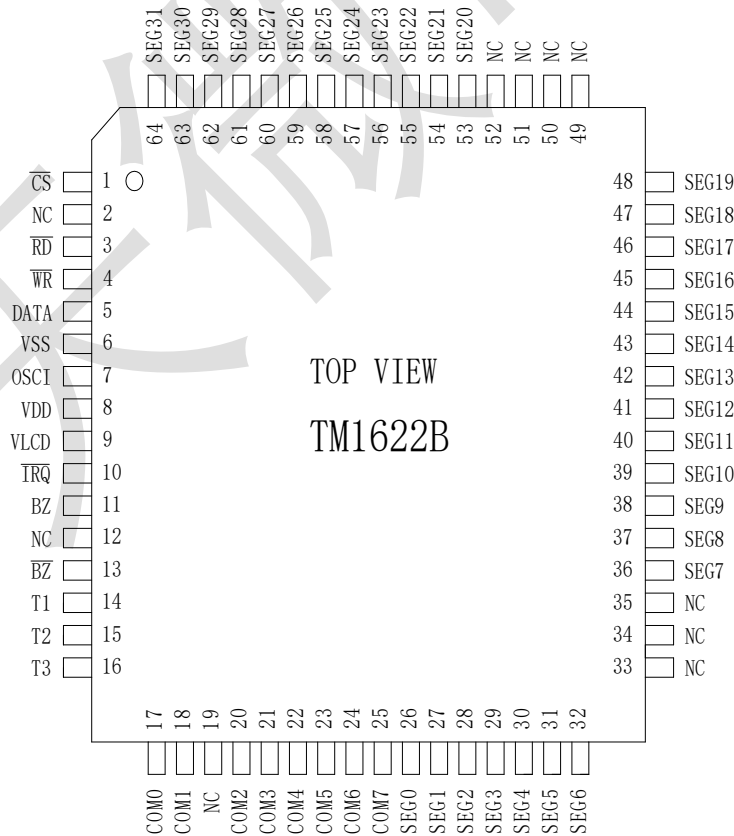 SEG31 SEG30 SEG29 SEG28 SEG27 SEG26 SEG25 SEG24 SEG23 SEG22 SEG21 SEG20 NC NC NC NC
64 63 62 61 60 59 58 57 56 55 54 53 52 51 50 49
C̅S̅ 1 48 SEG19
NC 2 47 SEG18
R̅D̅ 3 46 SEG17
W̅R̅ 4 45 SEG16
DATA 5 44 SEG15
VSS 6 43 SEG14
OSCI 7 42 SEG13
VDD 8 41 SEG12
VLCD 9 40 SEG11
I̅R̅Q̅ 10 39 SEG10
BZ 11 38 SEG9
NC 12 37 SEG8
B̅Z̅ 13 36 SEG7
T1 14 35 NC
T2 15 34 NC
T3 16 33 NC
TOP VIEW
TM1622B
17 18 19 20 21 22 23 24 25 26 27 28 29 30 31 32
COM0 COM1 NC COM2 COM3 COM4 COM5 COM6 COM7 SEG0 SEG1 SEG2 SEG3 SEG4 SEG5 SEG6